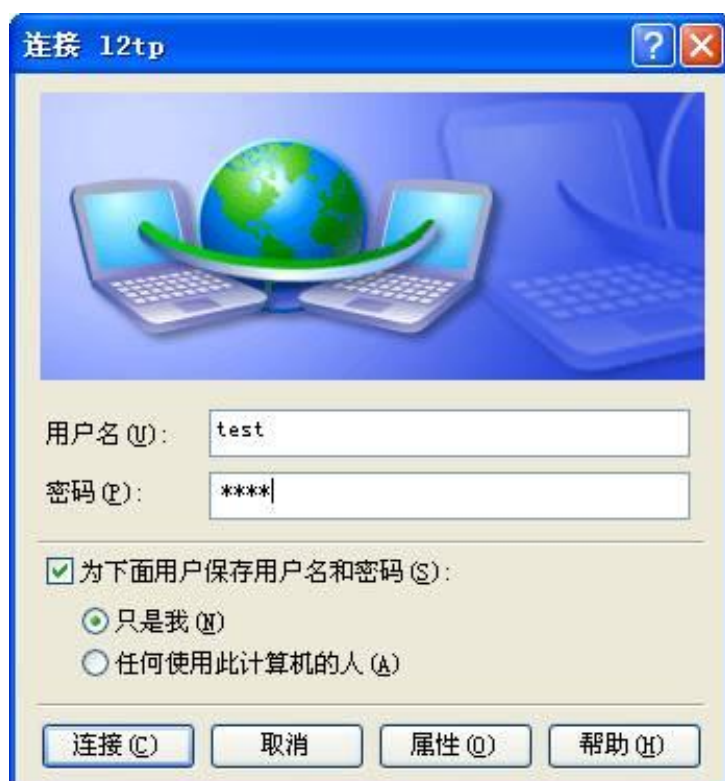 连接 l2tp
用户名(U): test
密码(P): ****
为下面用户保存用户名和密码(S):
只是我(N)
任何使用此计算机的人(A)
连接(C) 取消 属性(O) 帮助(H)